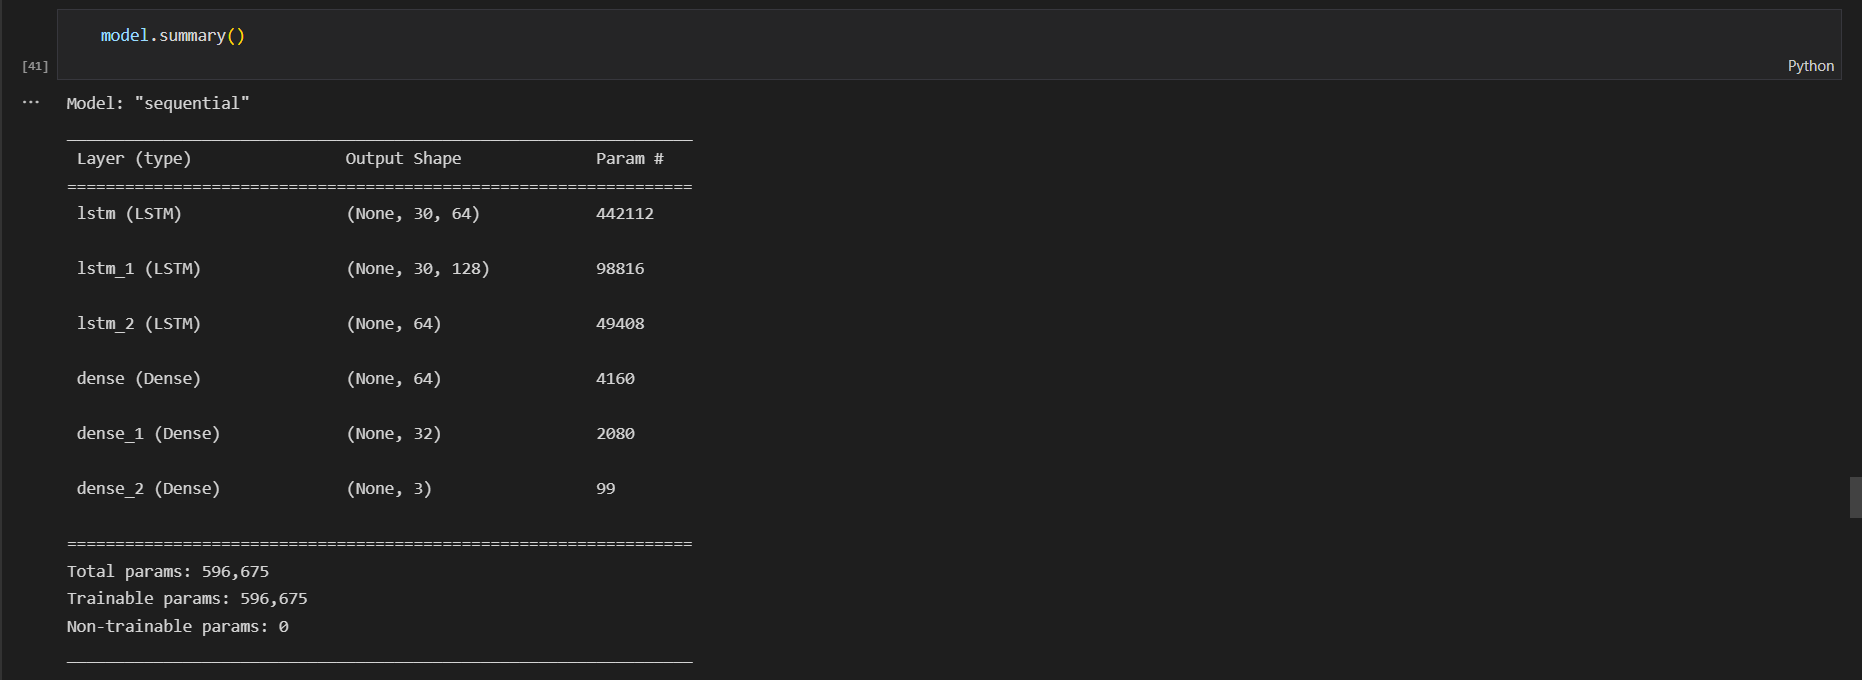 model.summary()
[41]
Python
... Model: "sequential"
_________________________________________________________________
Layer (type) Output Shape Param #
=================================================================
lstm (LSTM) (None, 30, 64) 442112
lstm_1 (LSTM) (None, 30, 128) 98816
lstm_2 (LSTM) (None, 64) 49408
dense (Dense) (None, 64) 4160
dense_1 (Dense) (None, 32) 2080
dense_2 (Dense) (None, 3) 99
=================================================================
Total params: 596,675
Trainable params: 596,675
Non-trainable params: 0
_________________________________________________________________